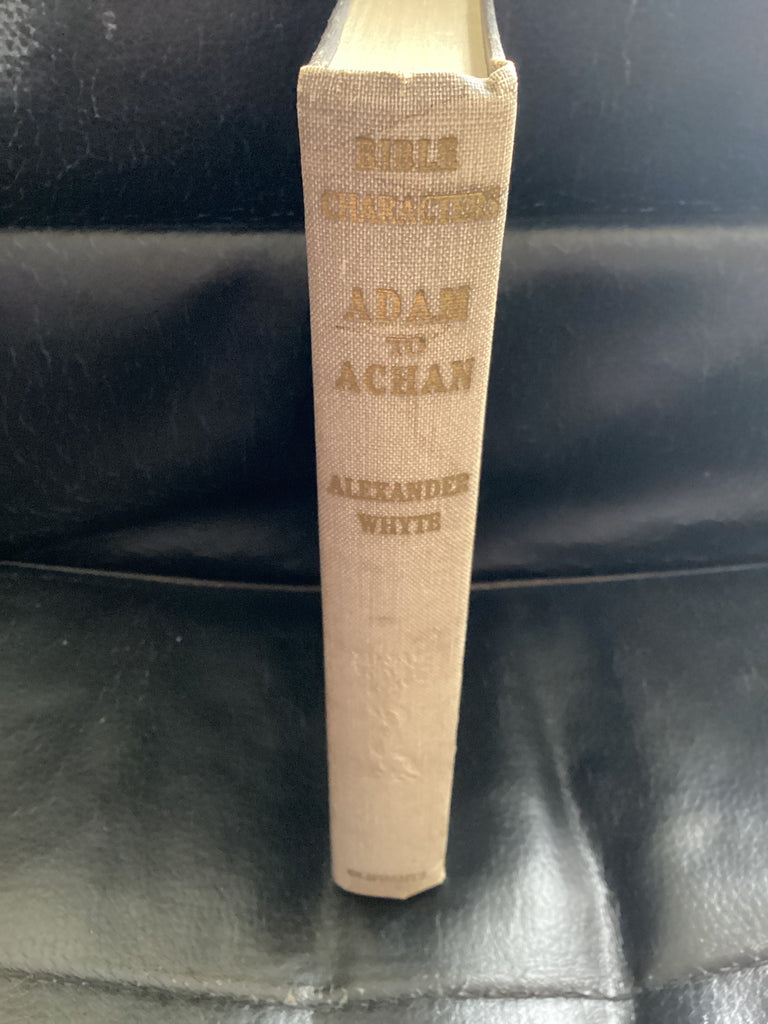 BIBLE
CHARACTERS
ADAM
TO
ACHAN
ALEXANDER
WHYTE